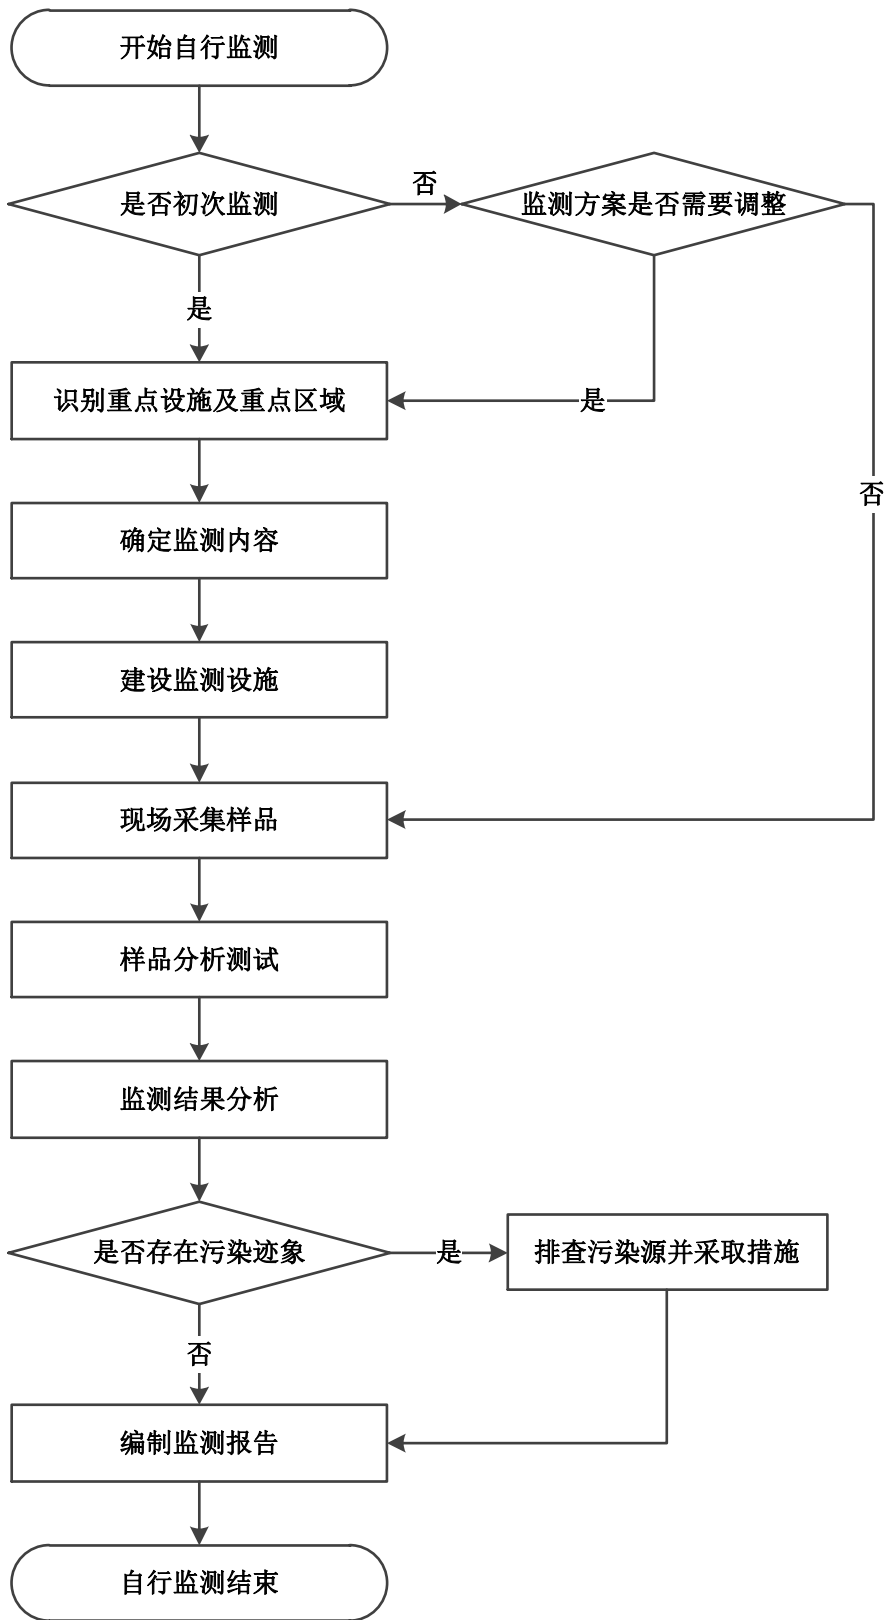 开始自行监测
是否初次监测
否
监测方案是否需要调整
是
识别重点设施及重点区域
是
否
确定监测内容
建设监测设施
现场采集样品
样品分析测试
监测结果分析
是否存在污染迹象
是
排查污染源并采取措施
否
编制监测报告
自行监测结束